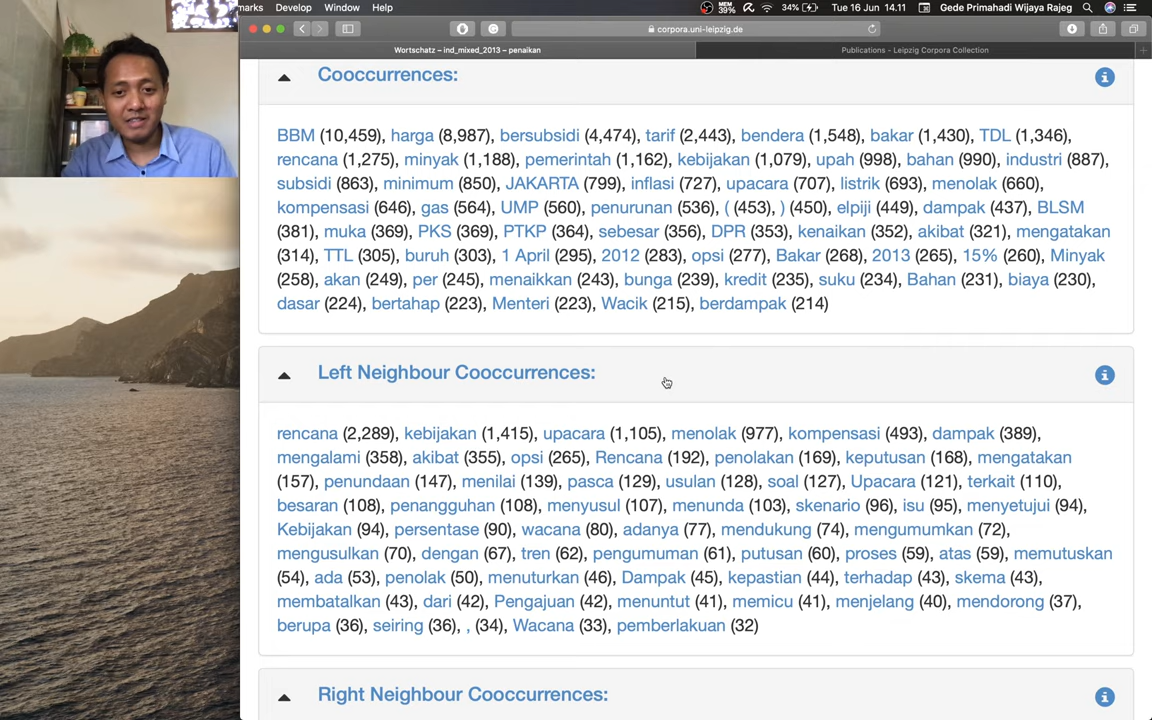 marks Develop Window Help MEM 39% 34% Tue 16 Jun 14.11 Gede Primahadi Wijaya Rajeg
corpora.uni-leipzig.de
Wortschatz – ind_mixed_2013 – penaikan Publications - Leipzig Corpora Collection
Cooccurrences:
BBM (10,459), harga (8,987), bersubsidi (4,474), tarif (2,443), bendera (1,548), bakar (1,430), TDL (1,346),
rencana (1,275), minyak (1,188), pemerintah (1,162), kebijakan (1,079), upah (998), bahan (990), industri (887),
subsidi (863), minimum (850), JAKARTA (799), inflasi (727), upacara (707), listrik (693), menolak (660),
kompensasi (646), gas (564), UMP (560), penurunan (536), ( (453), ) (450), elpiji (449), dampak (437), BLSM
(381), muka (369), PKS (369), PTKP (364), sebesar (356), DPR (353), kenaikan (352), akibat (321), mengatakan
(314), TTL (305), buruh (303), 1 April (295), 2012 (283), opsi (277), Bakar (268), 2013 (265), 15% (260), Minyak
(258), akan (249), per (245), menaikkan (243), bunga (239), kredit (235), suku (234), Bahan (231), biaya (230),
dasar (224), bertahap (223), Menteri (223), Wacik (215), berdampak (214)
Left Neighbour Cooccurrences:
rencana (2,289), kebijakan (1,415), upacara (1,105), menolak (977), kompensasi (493), dampak (389),
mengalami (358), akibat (355), opsi (265), Rencana (192), penolakan (169), keputusan (168), mengatakan
(157), penundaan (147), menilai (139), pasca (129), usulan (128), soal (127), Upacara (121), terkait (110),
besaran (108), penangguhan (108), menyusul (107), menunda (103), skenario (96), isu (95), menyetujui (94),
Kebijakan (94), persentase (90), wacana (80), adanya (77), mendukung (74), mengumumkan (72),
mengusulkan (70), dengan (67), tren (62), pengumuman (61), putusan (60), proses (59), atas (59), memutuskan
(54), ada (53), penolak (50), menuturkan (46), Dampak (45), kepastian (44), terhadap (43), skema (43),
membatalkan (43), dari (42), Pengajuan (42), menuntut (41), memicu (41), menjelang (40), mendorong (37),
berupa (36), seiring (36), , (34), Wacana (33), pemberlakuan (32)
Right Neighbour Cooccurrences: